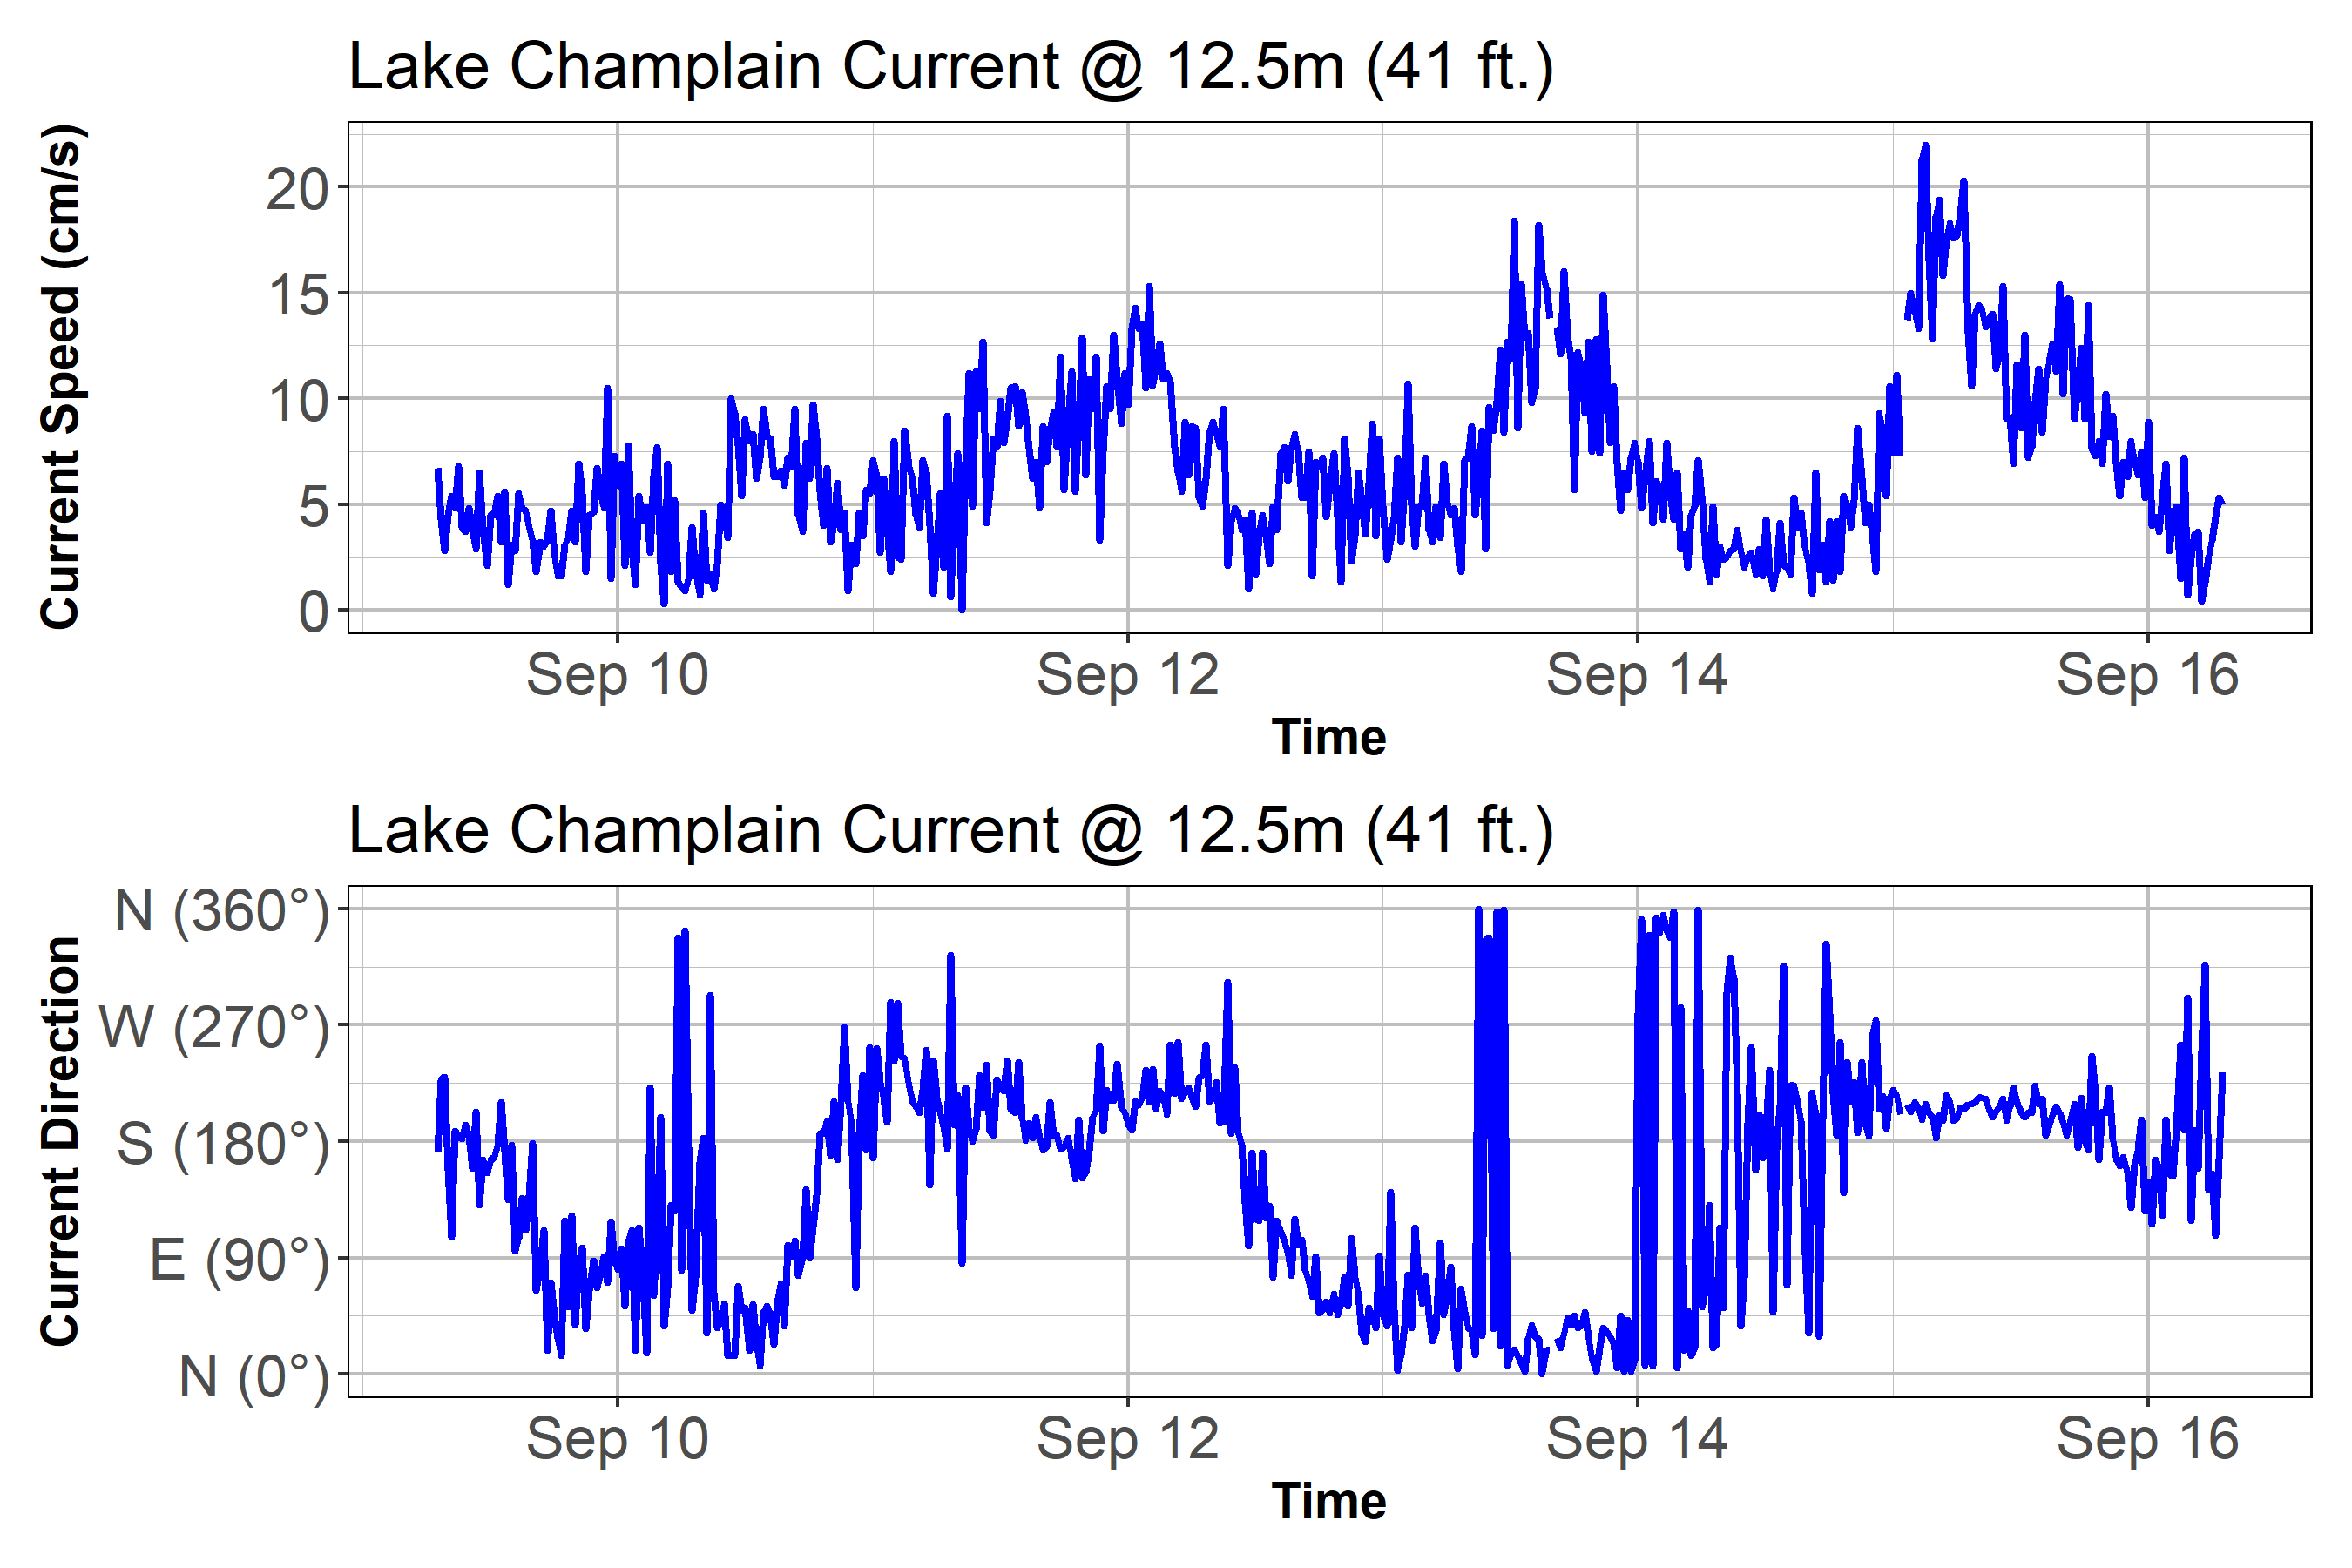 Lake Champlain Current @ 12.5m (41 ft.)
Current Speed (cm/s)
20
15
10
5
0
Sep 10 Sep 12 Sep 14 Sep 16
Time
Lake Champlain Current @ 12.5m (41 ft.)
Current Direction
N (360°)
W (270°)
S (180°)
E (90°)
N (0°)
Sep 10 Sep 12 Sep 14 Sep 16
Time